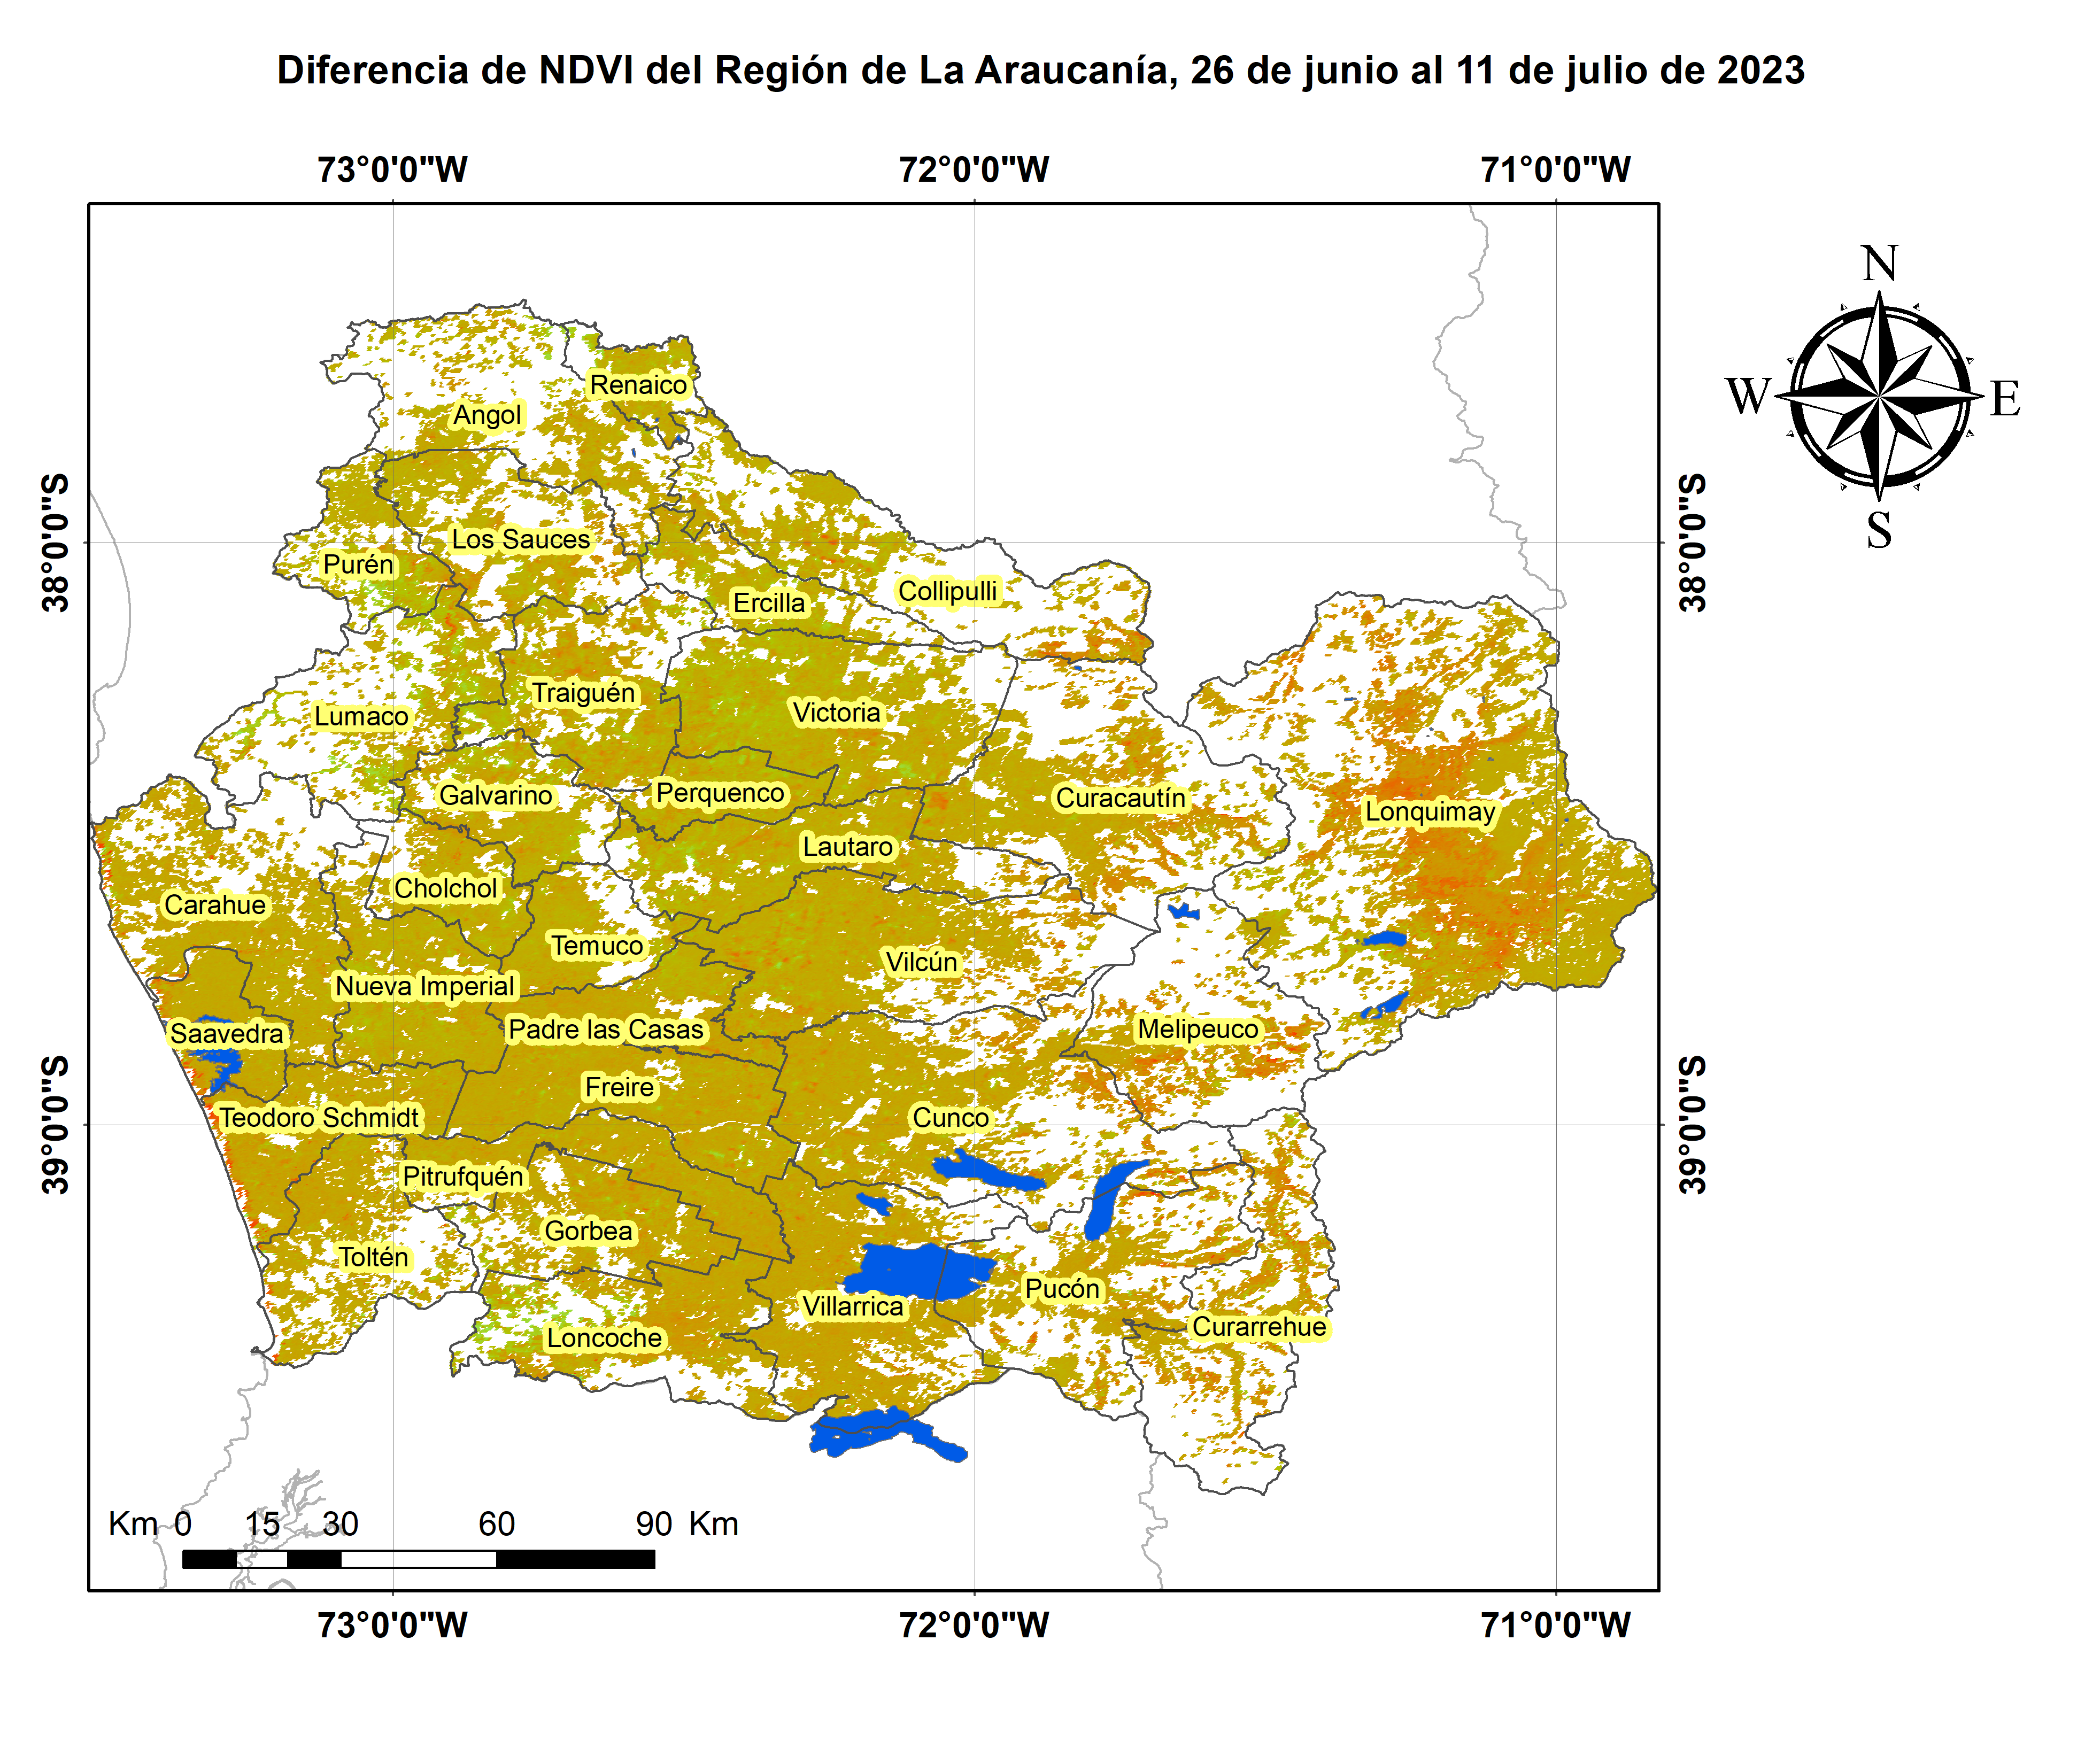 Diferencia de NDVI del Región de La Araucanía, 26 de junio al 11 de julio de 2023
73°0'0"W 72°0'0"W 71°0'0"W
N
W E
S
38°0'0"S 38°0'0"S
39°0'0"S 39°0'0"S
Renaico
Angol
Los Sauces
Purén
Collipulli
Ercilla
Traiguén
Victoria
Lumaco
Galvarino
Perquenco
Curacautín
Lonquimay
Lautaro
Cholchol
Carahue
Temuco
Vilcún
Nueva Imperial
Padre las Casas
Melipeuco
Saavedra
Freire
Teodoro Schmidt
Cunco
Pitrufquén
Gorbea
Toltén
Pucón
Villarrica
Curarrehue
Loncoche
Km 0 15 30 60 90 Km
73°0'0"W 72°0'0"W 71°0'0"W